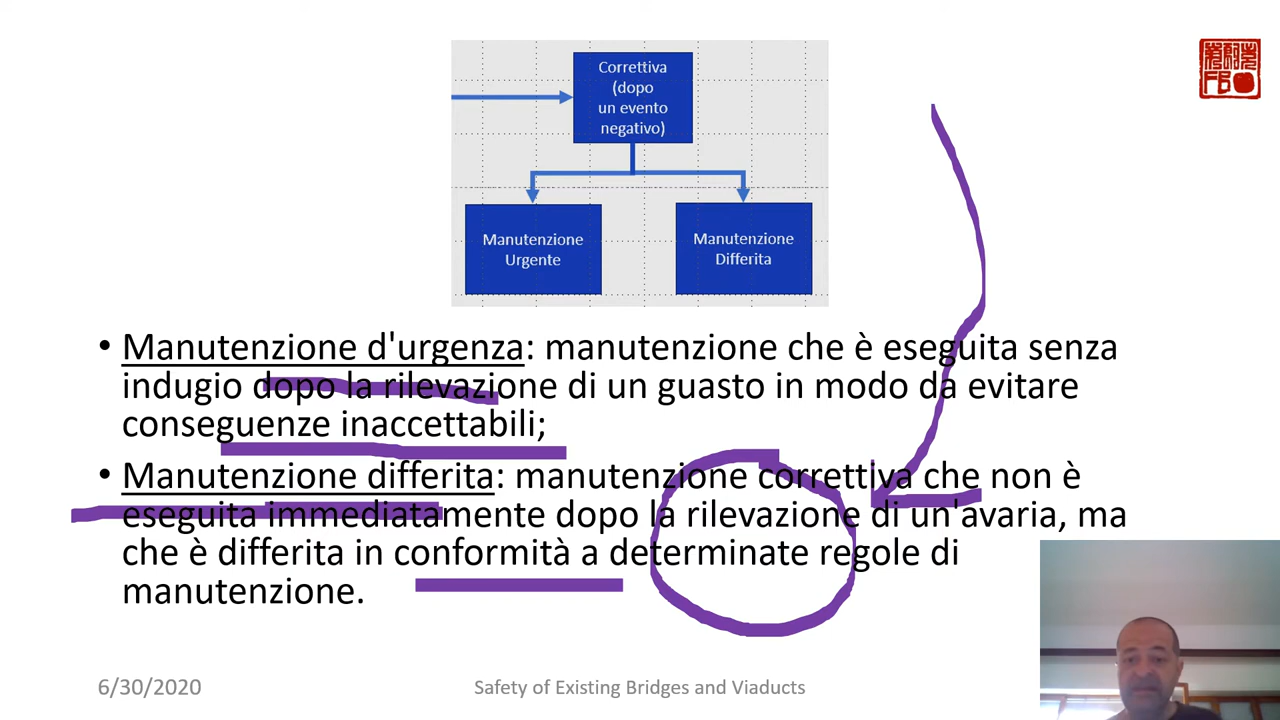 Correttiva
(dopo
un evento
negativo)
Manutenzione
Urgente
Manutenzione
Differita
• Manutenzione d'urgenza: manutenzione che è eseguita senza
indugio dopo la rilevazione di un guasto in modo da evitare
conseguenze inaccettabili;
• Manutenzione differita: manutenzione correttiva che non è
eseguita immediatamente dopo la rilevazione di un'avaria, ma
che è differita in conformità a determinate regole di
manutenzione.
6/30/2020
Safety of Existing Bridges and Viaducts